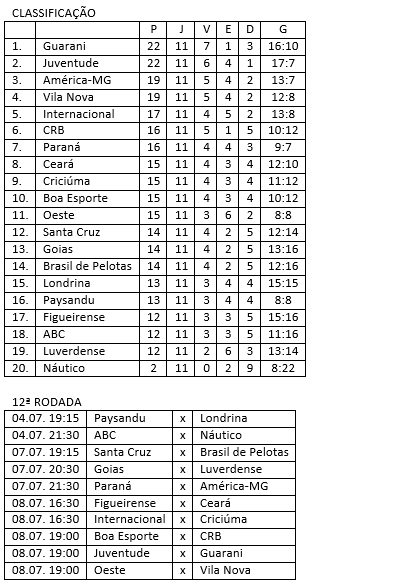 CLASSIFICAÇÃO
P J V E D G
1. Guarani 22 11 7 1 3 16:10
2. Juventude 22 11 6 4 1 17:7
3. América-MG 19 11 5 4 2 13:7
4. Vila Nova 19 11 5 4 2 12:8
5. Internacional 17 11 4 5 2 13:8
6. CRB 16 11 5 1 5 10:12
7. Paraná 16 11 4 4 3 9:7
8. Ceará 15 11 4 3 4 12:10
9. Criciúma 15 11 4 3 4 11:12
10. Boa Esporte 15 11 4 3 4 10:12
11. Oeste 15 11 3 6 2 8:8
12. Santa Cruz 14 11 4 2 5 12:14
13. Goias 14 11 4 2 5 13:16
14. Brasil de Pelotas 14 11 4 2 5 12:16
15. Londrina 13 11 3 4 4 15:15
16. Paysandu 13 11 3 4 4 8:8
17. Figueirense 12 11 3 3 5 15:16
18. ABC 12 11 3 3 5 11:16
19. Luverdense 12 11 2 6 3 13:14
20. Náutico 2 11 0 2 9 8:22
12ª RODADA
04.07. 19:15 Paysandu x Londrina
04.07. 21:30 ABC x Náutico
07.07. 19:15 Santa Cruz x Brasil de Pelotas
07.07. 20:30 Goias x Luverdense
07.07. 21:30 Paraná x América-MG
08.07. 16:30 Figueirense x Ceará
08.07. 16:30 Internacional x Criciúma
08.07. 19:00 Boa Esporte x CRB
08.07. 19:00 Juventude x Guarani
08.07. 19:00 Oeste x Vila Nova